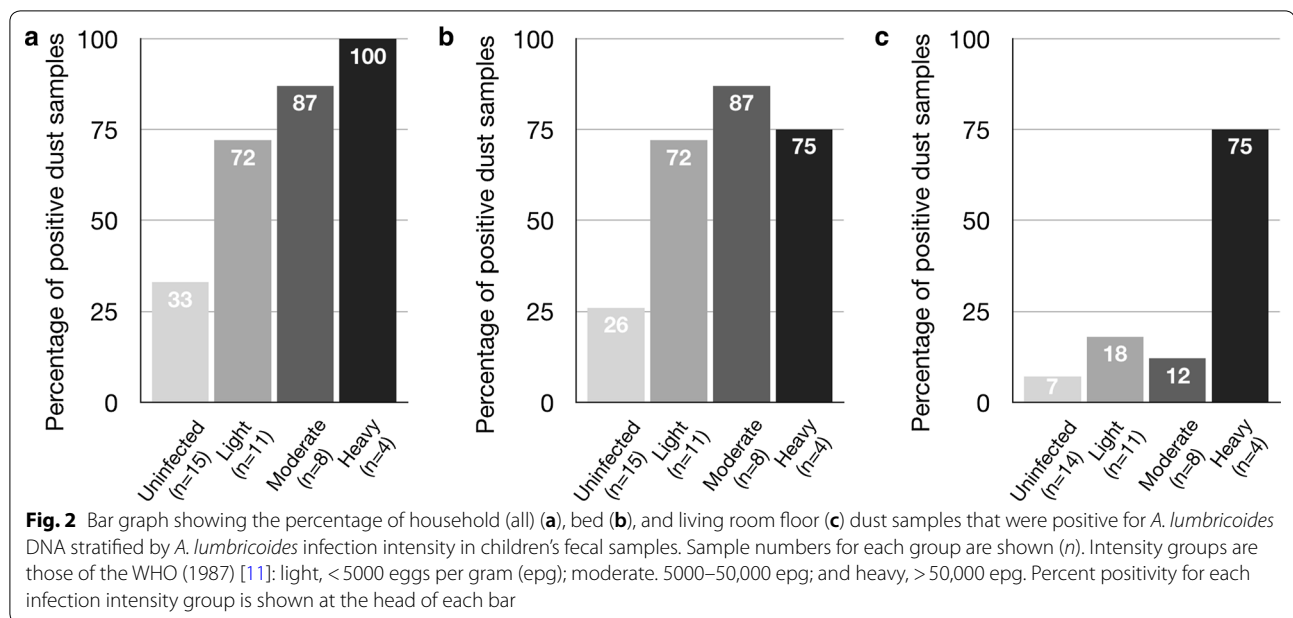 a
Percentage of positive dust samples
100
75
50
25
0
33
72
87
100
Uninfected
(n=15)
Light
(n=11)
Moderate
(n=8)
Heavy
(n=4)
b
Percentage of positive dust samples
100
75
50
25
0
26
72
87
75
Uninfected
(n=15)
Light
(n=11)
Moderate
(n=8)
Heavy
(n=4)
c
Percentage of positive dust samples
100
75
50
25
0
7
18
12
75
Uninfected
(n=14)
Light
(n=11)
Moderate
(n=8)
Heavy
(n=4)
Fig. 2 Bar graph showing the percentage of household (all) (a), bed (b), and living room floor (c) dust samples that were positive for A. lumbricoides
DNA stratified by A. lumbricoides infection intensity in children’s fecal samples. Sample numbers for each group are shown (n). Intensity groups are
those of the WHO (1987) [11]: light, < 5000 eggs per gram (epg); moderate. 5000–50,000 epg; and heavy, > 50,000 epg. Percent positivity for each
infection intensity group is shown at the head of each bar